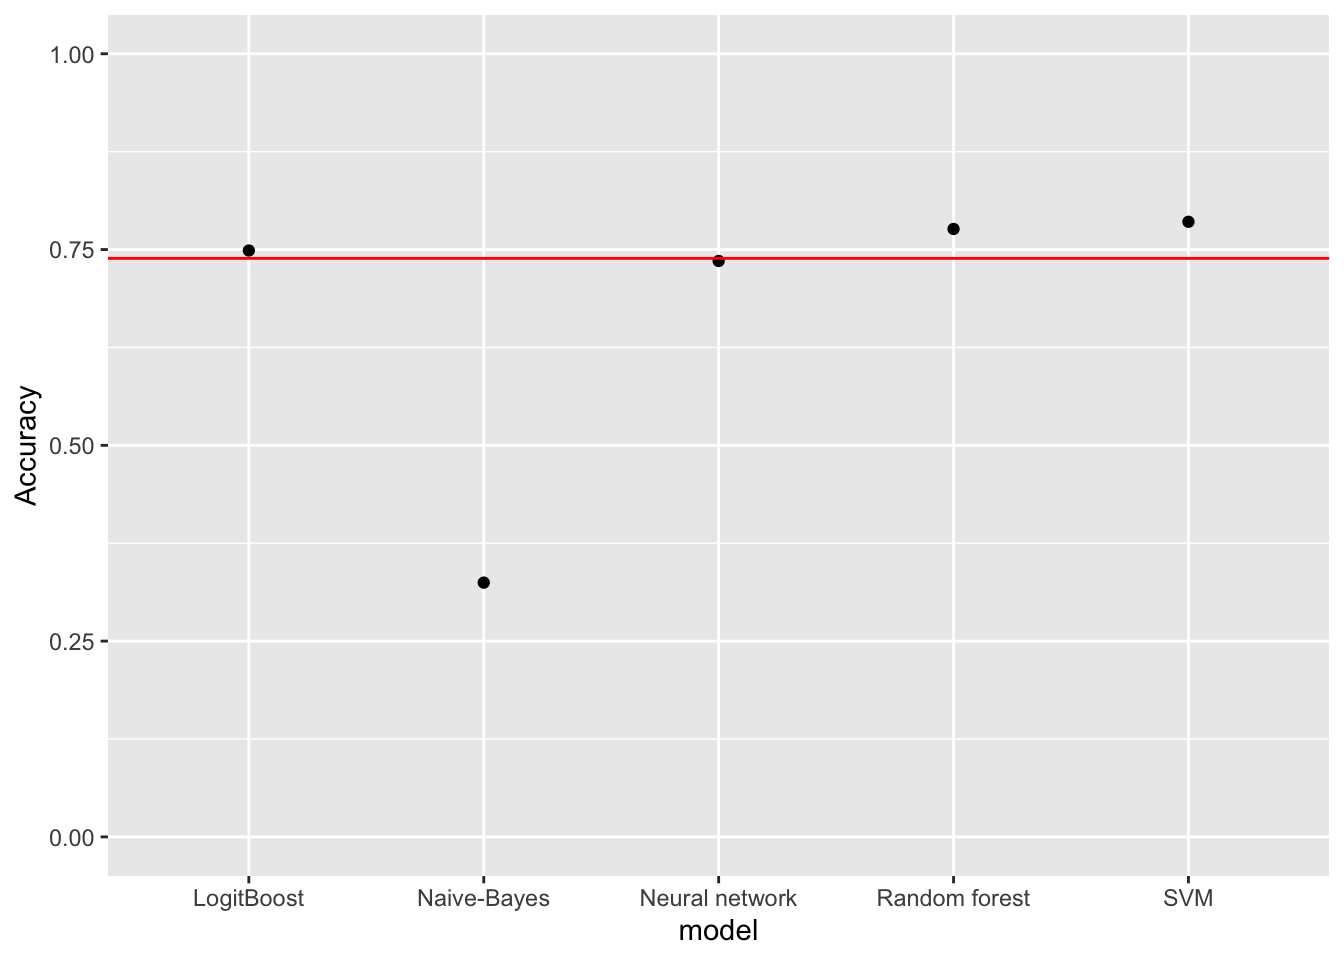 1.00
0.75
0.50
0.25
0.00
Accuracy
LogitBoost
Naive-Bayes
Neural network
Random forest
SVM
model